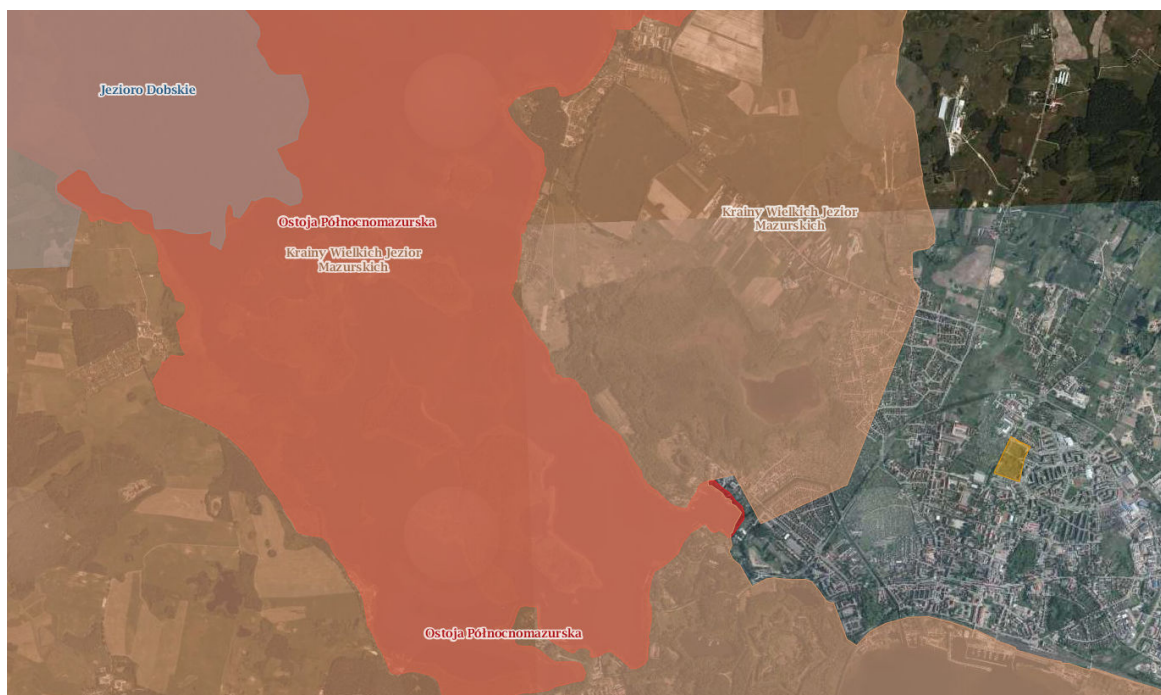 Jezioro Dobskie
Ostoja Północnomazurska
Krainy Wielkich Jezior
Mazurskich
Krainy Wielkich Jezior
Mazurskich
Ostoja Północnomazurska